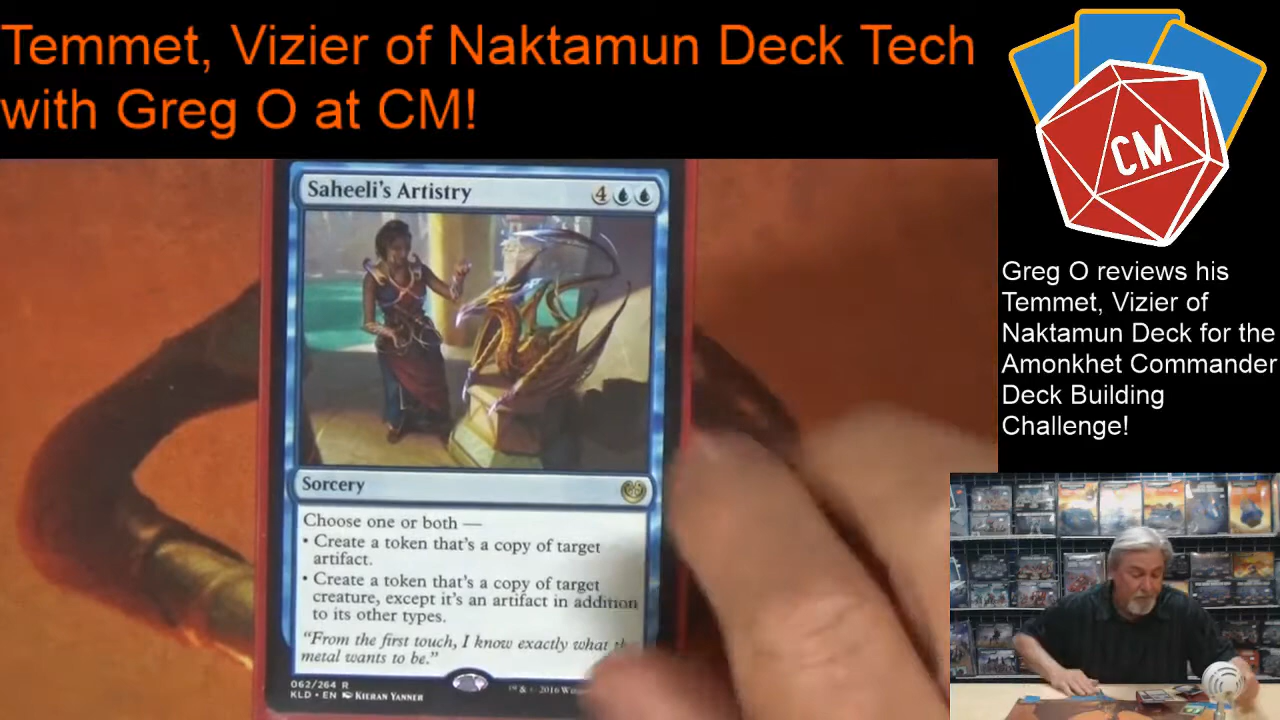 Temmet, Vizier of Naktamun Deck Tech
with Greg O at CM!
CM
Greg O reviews his
Temmet, Vizier of
Naktamun Deck for the
Amonkhet Commander
Deck Building
Challenge!
Saheeli's Artistry 4
Sorcery
Choose one or both —
• Create a token that's a copy of target
artifact.
• Create a token that's a copy of target
creature, except it's an artifact in addition
to its other types.
"From the first touch, I know exactly what
metal wants to be."
062/264 R
KLD • EN KIERAN YANNER
™ & © 2016